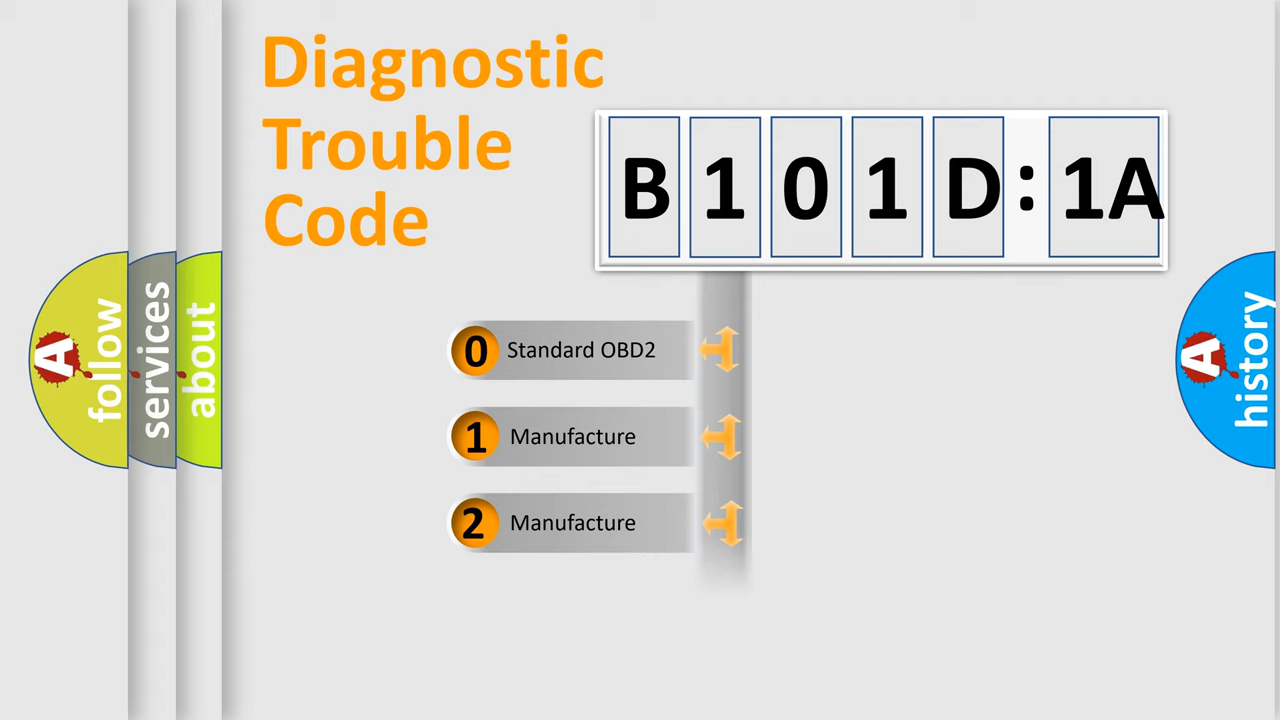 Diagnostic
Trouble
Code
B 1 0 1 D : 1A
0 Standard OBD2
1 Manufacture
2 Manufacture
A follow
services
about
A history